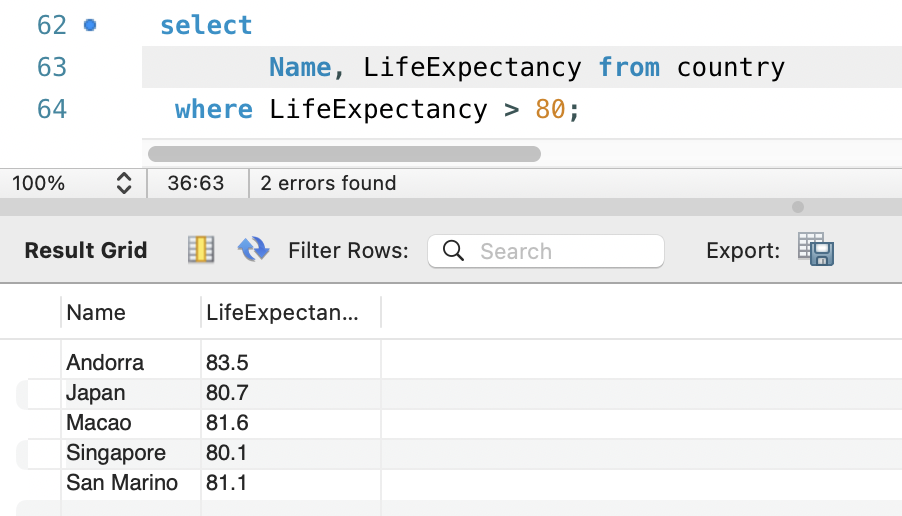 62 select
63 Name, LifeExpectancy from country
64 where LifeExpectancy > 80;
100% 36:63 2 errors found
Result Grid Filter Rows: Search Export:
Name LifeExpectan...
Andorra 83.5
Japan 80.7
Macao 81.6
Singapore 80.1
San Marino 81.1